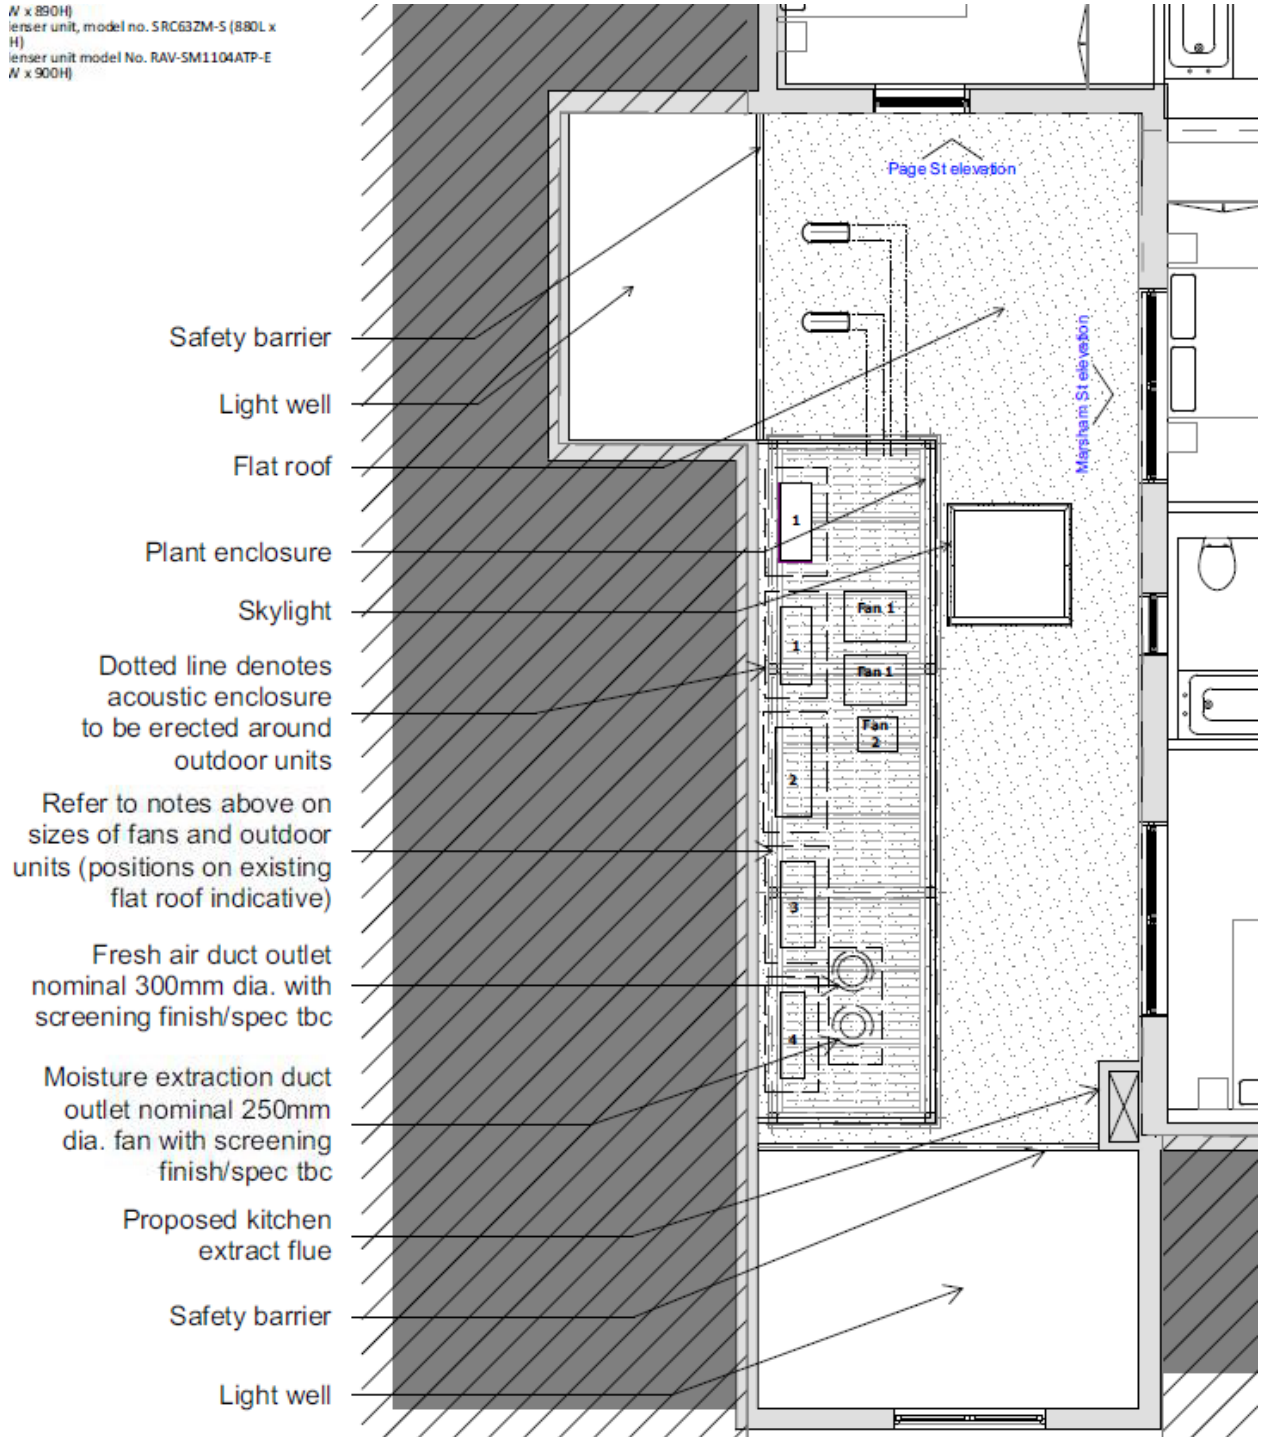 W x 890H)
lenser unit, model no. SRC63ZM-S (880L x
H)
lenser unit model No. RAV-SM1104ATP-E
W x 900H)
Page St elevation
Marsham St elevation
Safety barrier
Light well
Flat roof
Plant enclosure
Skylight
Dotted line denotes
acoustic enclosure
to be erected around
outdoor units
Refer to notes above on
sizes of fans and outdoor
units (positions on existing
flat roof indicative)
Fresh air duct outlet
nominal 300mm dia. with
screening finish/spec tbc
Moisture extraction duct
outlet nominal 250mm
dia. fan with screening
finish/spec tbc
Proposed kitchen
extract flue
Safety barrier
Light well
1
Fan 1
1
Fan 1
Fan
2
2
3
4